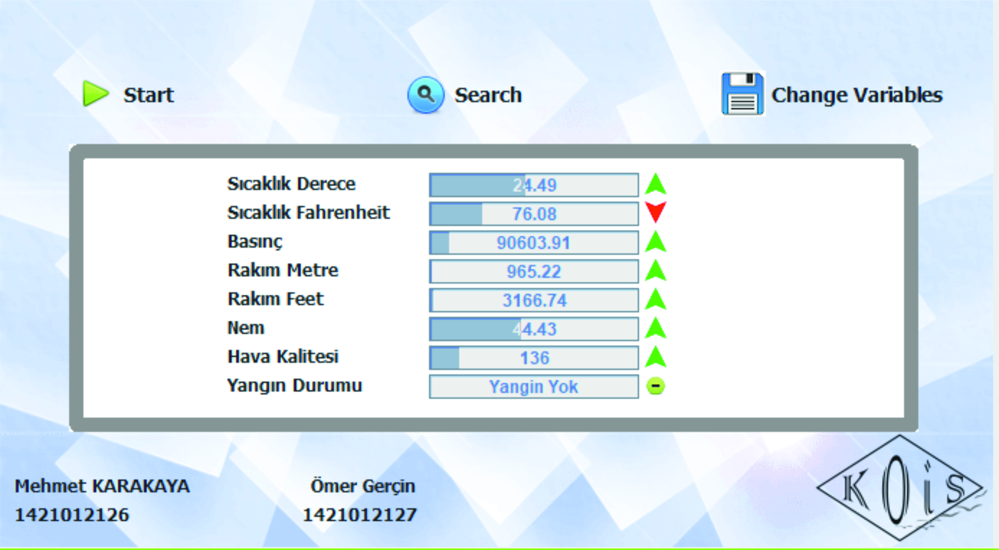 Start Search Change Variables
Sıcaklık Derece 24.49
Sıcaklık Fahrenheit 76.08
Basınç 90603.91
Rakım Metre 965.22
Rakım Feet 3166.74
Nem 44.43
Hava Kalitesi 136
Yangın Durumu Yangin Yok
Mehmet KARAKAYA Ömer Gerçin
1421012126 1421012127
KOiS